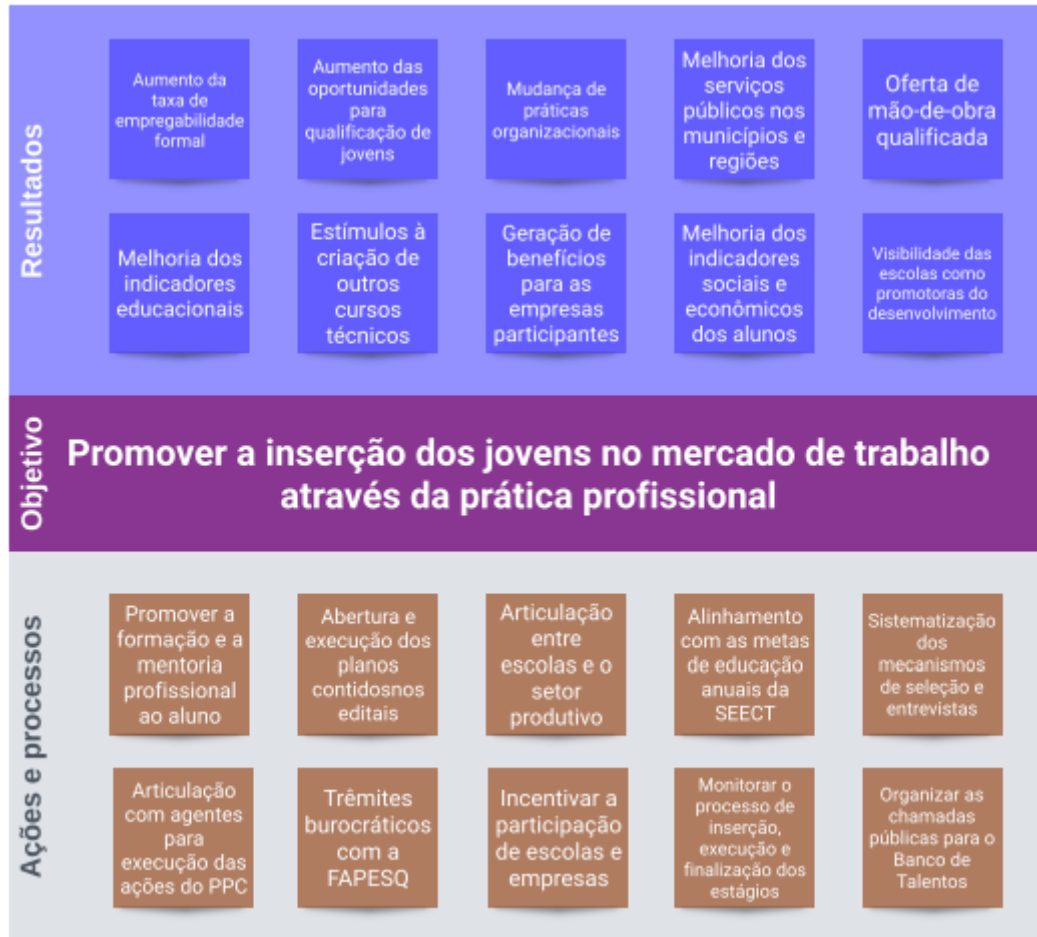 Resultados
Aumento da
taxa de
empregabilidade
formal
Aumento das
oportunidades
para
qualificação de
jovens
Mudança de
práticas
organizacionais
Melhoria dos
serviços
públicos nos
municípios e
regiões
Oferta de
mão-de-obra
qualificada
Melhoria dos
indicadores
educacionais
Estímulos à
criação de
outros
cursos
técnicos
Geração de
benefícios
para as
empresas
participantes
Melhoria dos
indicadores
sociais e
econômicos
dos alunos
Visibilidade das
escolas como
promotoras do
desenvolvimento
Objetivo
Promover a inserção dos jovens no mercado de trabalho
através da prática profissional
Ações e processos
Promover a
formação e a
mentoria
profissional
ao aluno
Abertura e
execução dos
planos
contidosnos
editais
Articulação
entre
escolas e o
setor
produtivo
Alinhamento
com as metas
de educação
anuais da
SEECT
Sistematização
dos
mecanismos
de seleção e
entrevistas
Articulação
com agentes
para
execução das
ações do PPC
Trêmites
burocráticos
com a
FAPESQ
Incentivar a
participação
de escolas e
empresas
Monitorar o
processo de
inserção,
execução e
finalização dos
estágios
Organizar as
chamadas
públicas para o
Banco de
Talentos